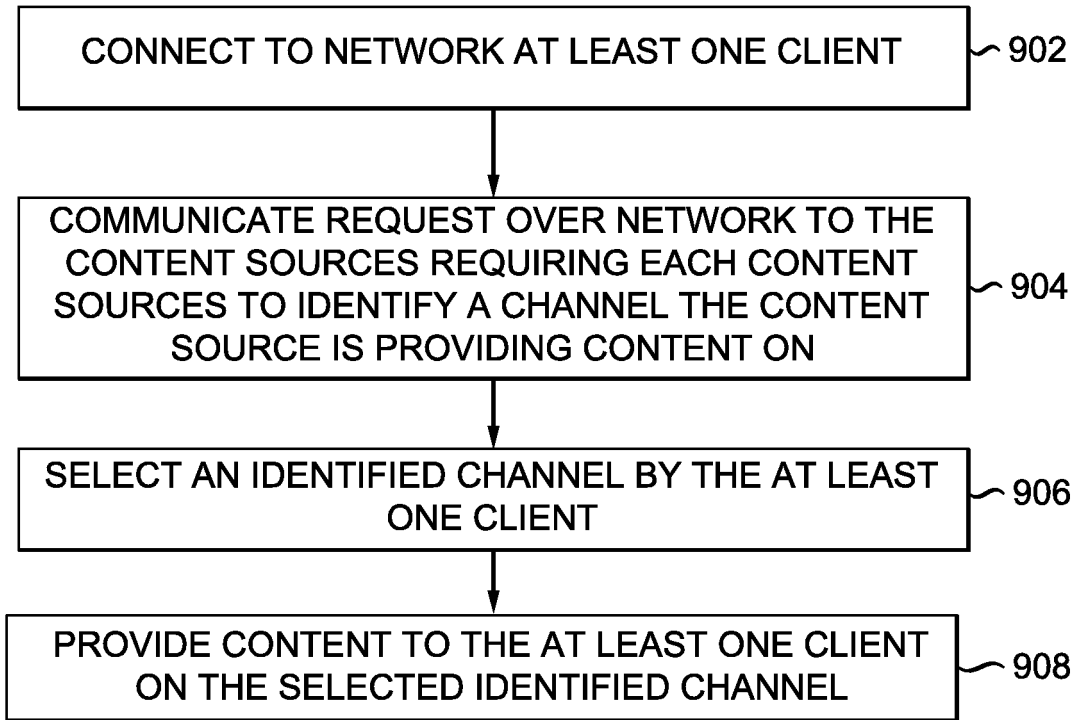 CONNECT TO NETWORK AT LEAST ONE CLIENT
902
COMMUNICATE REQUEST OVER NETWORK TO THE
CONTENT SOURCES REQUIRING EACH CONTENT
SOURCES TO IDENTIFY A CHANNEL THE CONTENT
SOURCE IS PROVIDING CONTENT ON
904
SELECT AN IDENTIFIED CHANNEL BY THE AT LEAST
ONE CLIENT
906
PROVIDE CONTENT TO THE AT LEAST ONE CLIENT
ON THE SELECTED IDENTIFIED CHANNEL
908